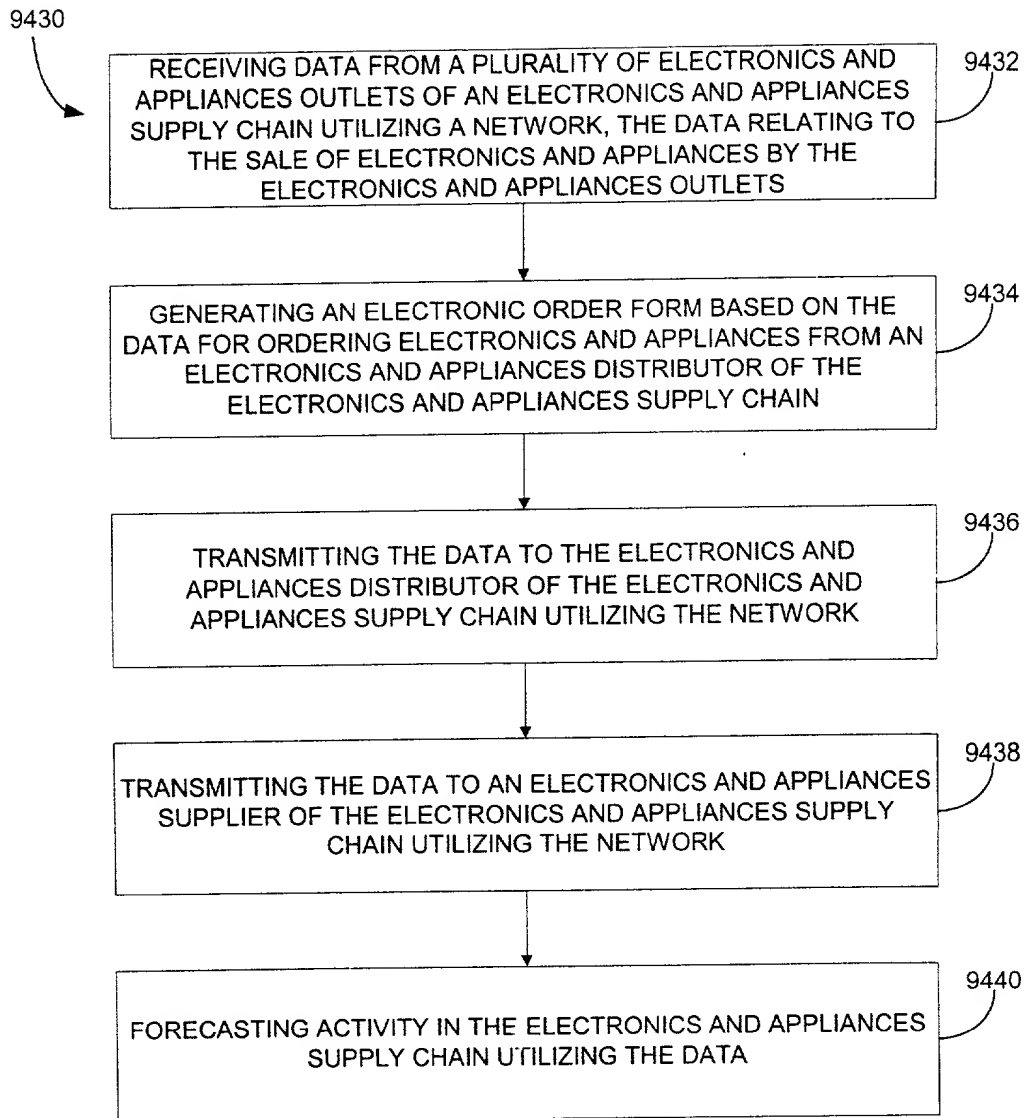 9430
RECEIVING DATA FROM A PLURALITY OF ELECTRONICS AND
APPLIANCES OUTLETS OF AN ELECTRONICS AND APPLIANCES
SUPPLY CHAIN UTILIZING A NETWORK, THE DATA RELATING TO
THE SALE OF ELECTRONICS AND APPLIANCES BY THE
ELECTRONICS AND APPLIANCES OUTLETS
9432
GENERATING AN ELECTRONIC ORDER FORM BASED ON THE
DATA FOR ORDERING ELECTRONICS AND APPLIANCES FROM AN
ELECTRONICS AND APPLIANCES DISTRIBUTOR OF THE
ELECTRONICS AND APPLIANCES SUPPLY CHAIN
9434
TRANSMITTING THE DATA TO THE ELECTRONICS AND
APPLIANCES DISTRIBUTOR OF THE ELECTRONICS AND
APPLIANCES SUPPLY CHAIN UTILIZING THE NETWORK
9436
TRANSMITTING THE DATA TO AN ELECTRONICS AND APPLIANCES
SUPPLIER OF THE ELECTRONICS AND APPLIANCES SUPPLY
CHAIN UTILIZING THE NETWORK
9438
FORECASTING ACTIVITY IN THE ELECTRONICS AND APPLIANCES
SUPPLY CHAIN UTILIZING THE DATA
9440